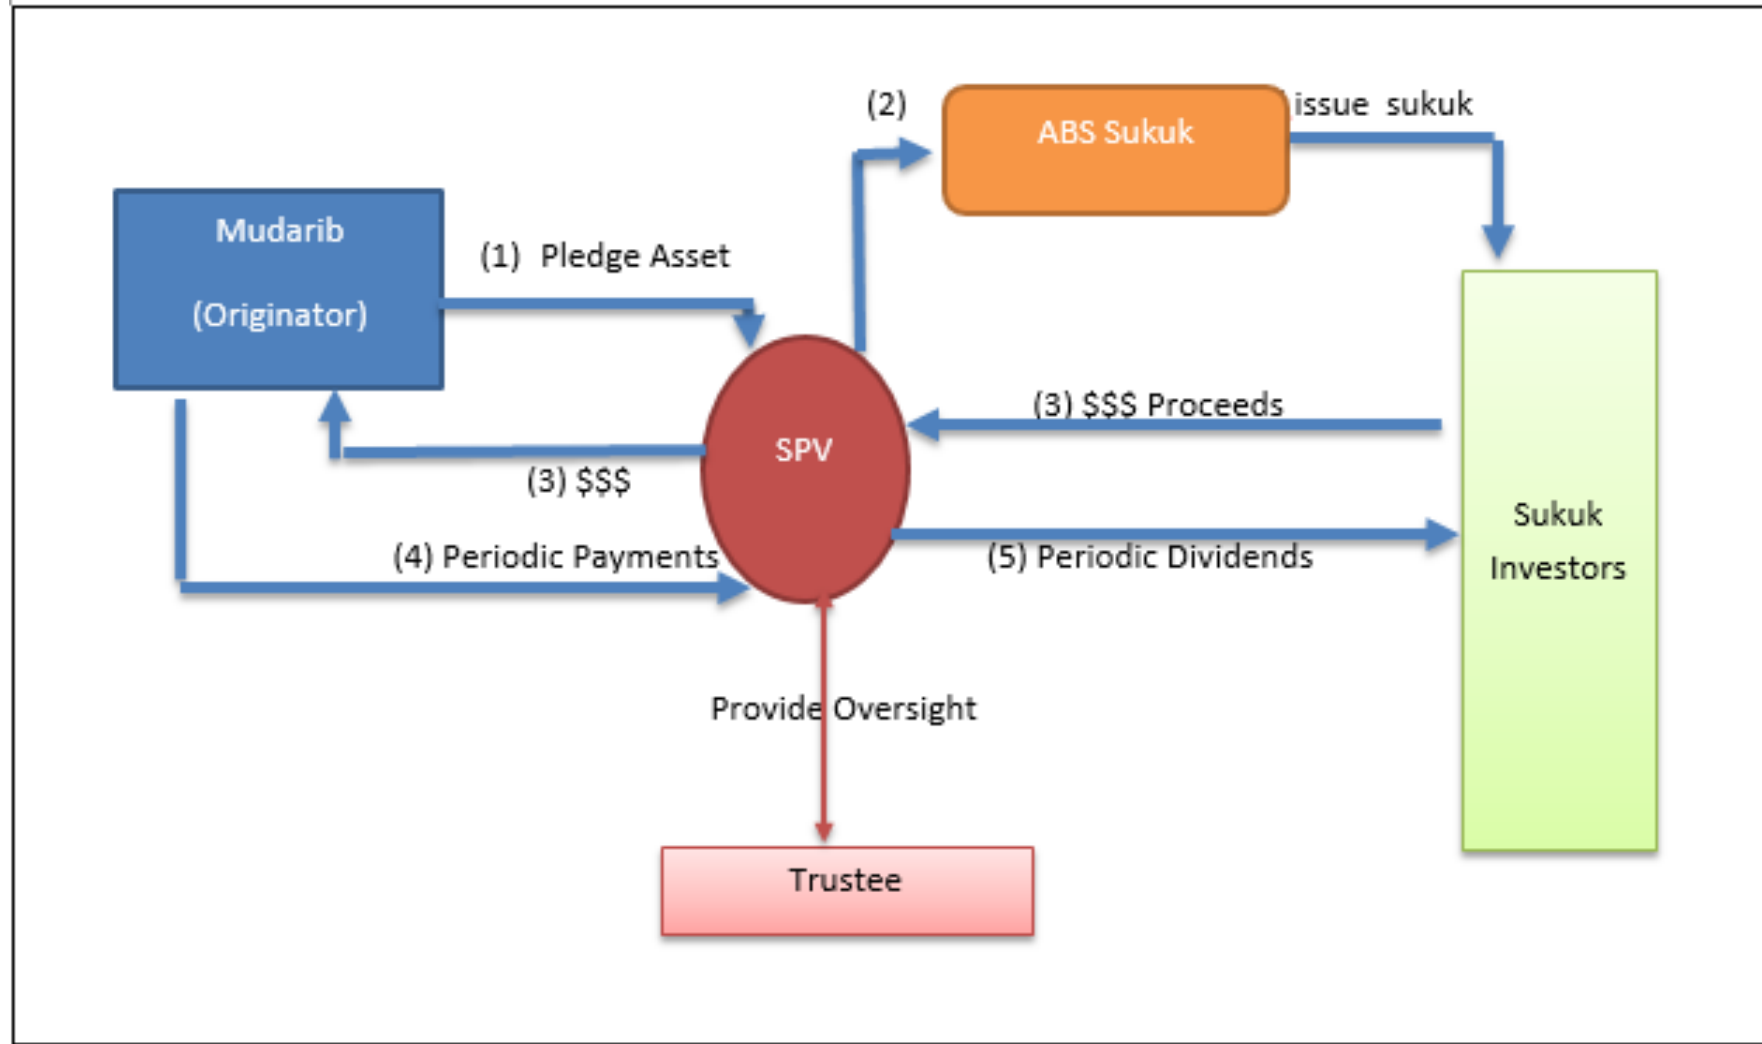 (2)
issue sukuk
ABS Sukuk
Mudarib
(Originator)
(1) Pledge Asset
(3) $$$ Proceeds
SPV
(3) $$$
(4) Periodic Payments
(5) Periodic Dividends
Sukuk
Investors
Provide Oversight
Trustee